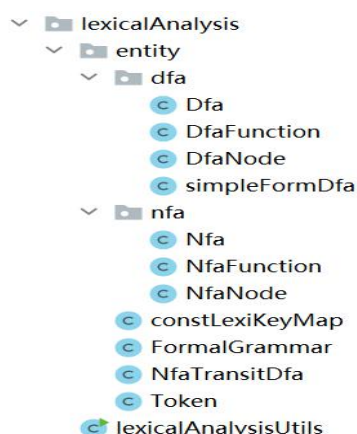 lexicalAnalysis
entity
dfa
Dfa
DfaFunction
DfaNode
simpleFormDfa
nfa
Nfa
NfaFunction
NfaNode
constLexiKeyMap
FormalGrammar
NfaTransitDfa
Token
lexicalAnalysisUtils